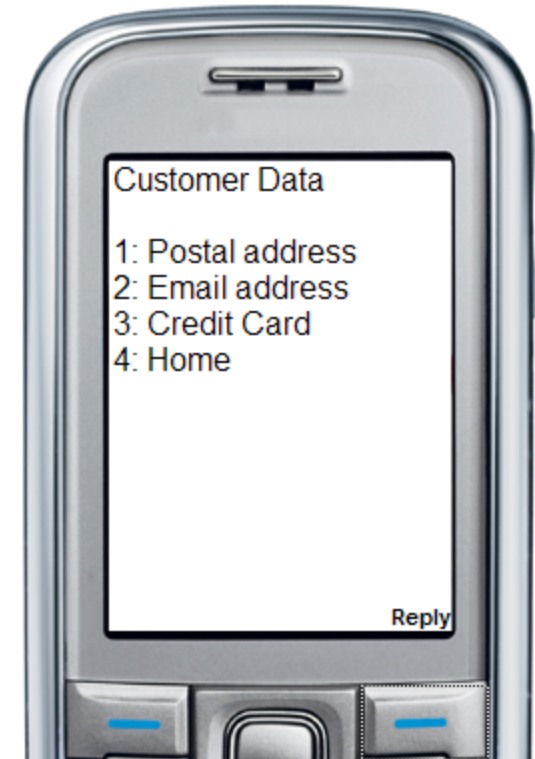 Customer Data
1: Postal address
2: Email address
3: Credit Card
4: Home
Reply